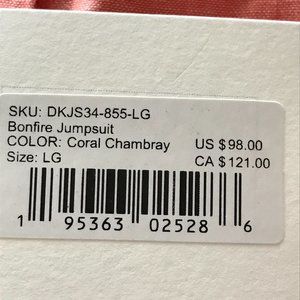 SKU: DKJS34-855-LG
Bonfire Jumpsuit
COLOR: Coral Chambray US $98.00
Size: LG CA $121.00
1 95363 02528 6